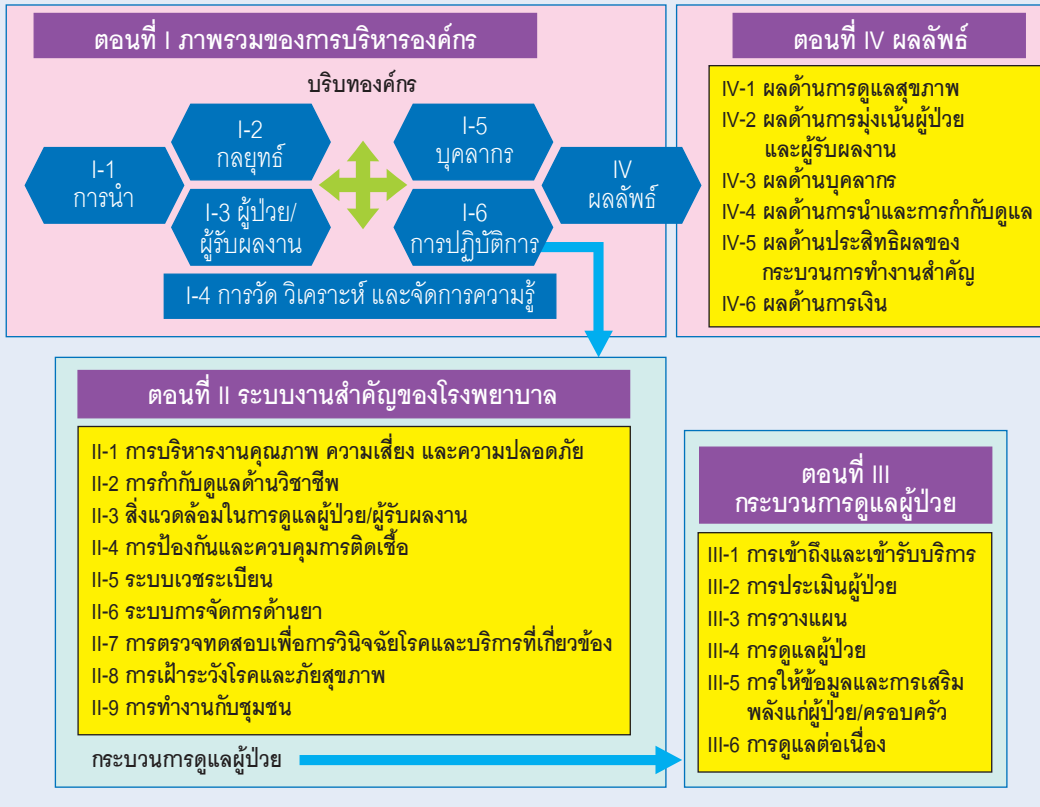 ตอนที่ I ภาพรวมของการบริหารองค์กร
บริบทองค์กร
I-1
การนำ
I-2
กลยุทธ์
I-3 ผู้ป่วย/
ผู้รับผลงาน
I-5
บุคลากร
I-6
การปฏิบัติการ
IV
ผลลัพธ์
I-4 การวัด วิเคราะห์ และจัดการความรู้
ตอนที่ IV ผลลัพธ์
IV-1 ผลด้านการดูแลสุขภาพ
IV-2 ผลด้านการมุ่งเน้นผู้ป่วย
และผู้รับผลงาน
IV-3 ผลด้านบุคลากร
IV-4 ผลด้านการนำและการกำกับดูแล
IV-5 ผลด้านประสิทธิผลของ
กระบวนการทำงานสำคัญ
IV-6 ผลด้านการเงิน
ตอนที่ II ระบบงานสำคัญของโรงพยาบาล
II-1 การบริหารงานคุณภาพ ความเสี่ยง และความปลอดภัย
II-2 การกำกับดูแลด้านวิชาชีพ
II-3 สิ่งแวดล้อมในการดูแลผู้ป่วย/ผู้รับผลงาน
II-4 การป้องกันและควบคุมการติดเชื้อ
II-5 ระบบเวชระเบียน
II-6 ระบบการจัดการด้านยา
II-7 การตรวจทดสอบเพื่อการวินิจฉัยโรคและบริการที่เกี่ยวข้อง
II-8 การเฝ้าระวังโรคและภัยสุขภาพ
II-9 การทำงานกับชุมชน
กระบวนการดูแลผู้ป่วย
ตอนที่ III
กระบวนการดูแลผู้ป่วย
III-1 การเข้าถึงและเข้ารับบริการ
III-2 การประเมินผู้ป่วย
III-3 การวางแผน
III-4 การดูแลผู้ป่วย
III-5 การให้ข้อมูลและการเสริม
พลังแก่ผู้ป่วย/ครอบครัว
III-6 การดูแลต่อเนื่อง